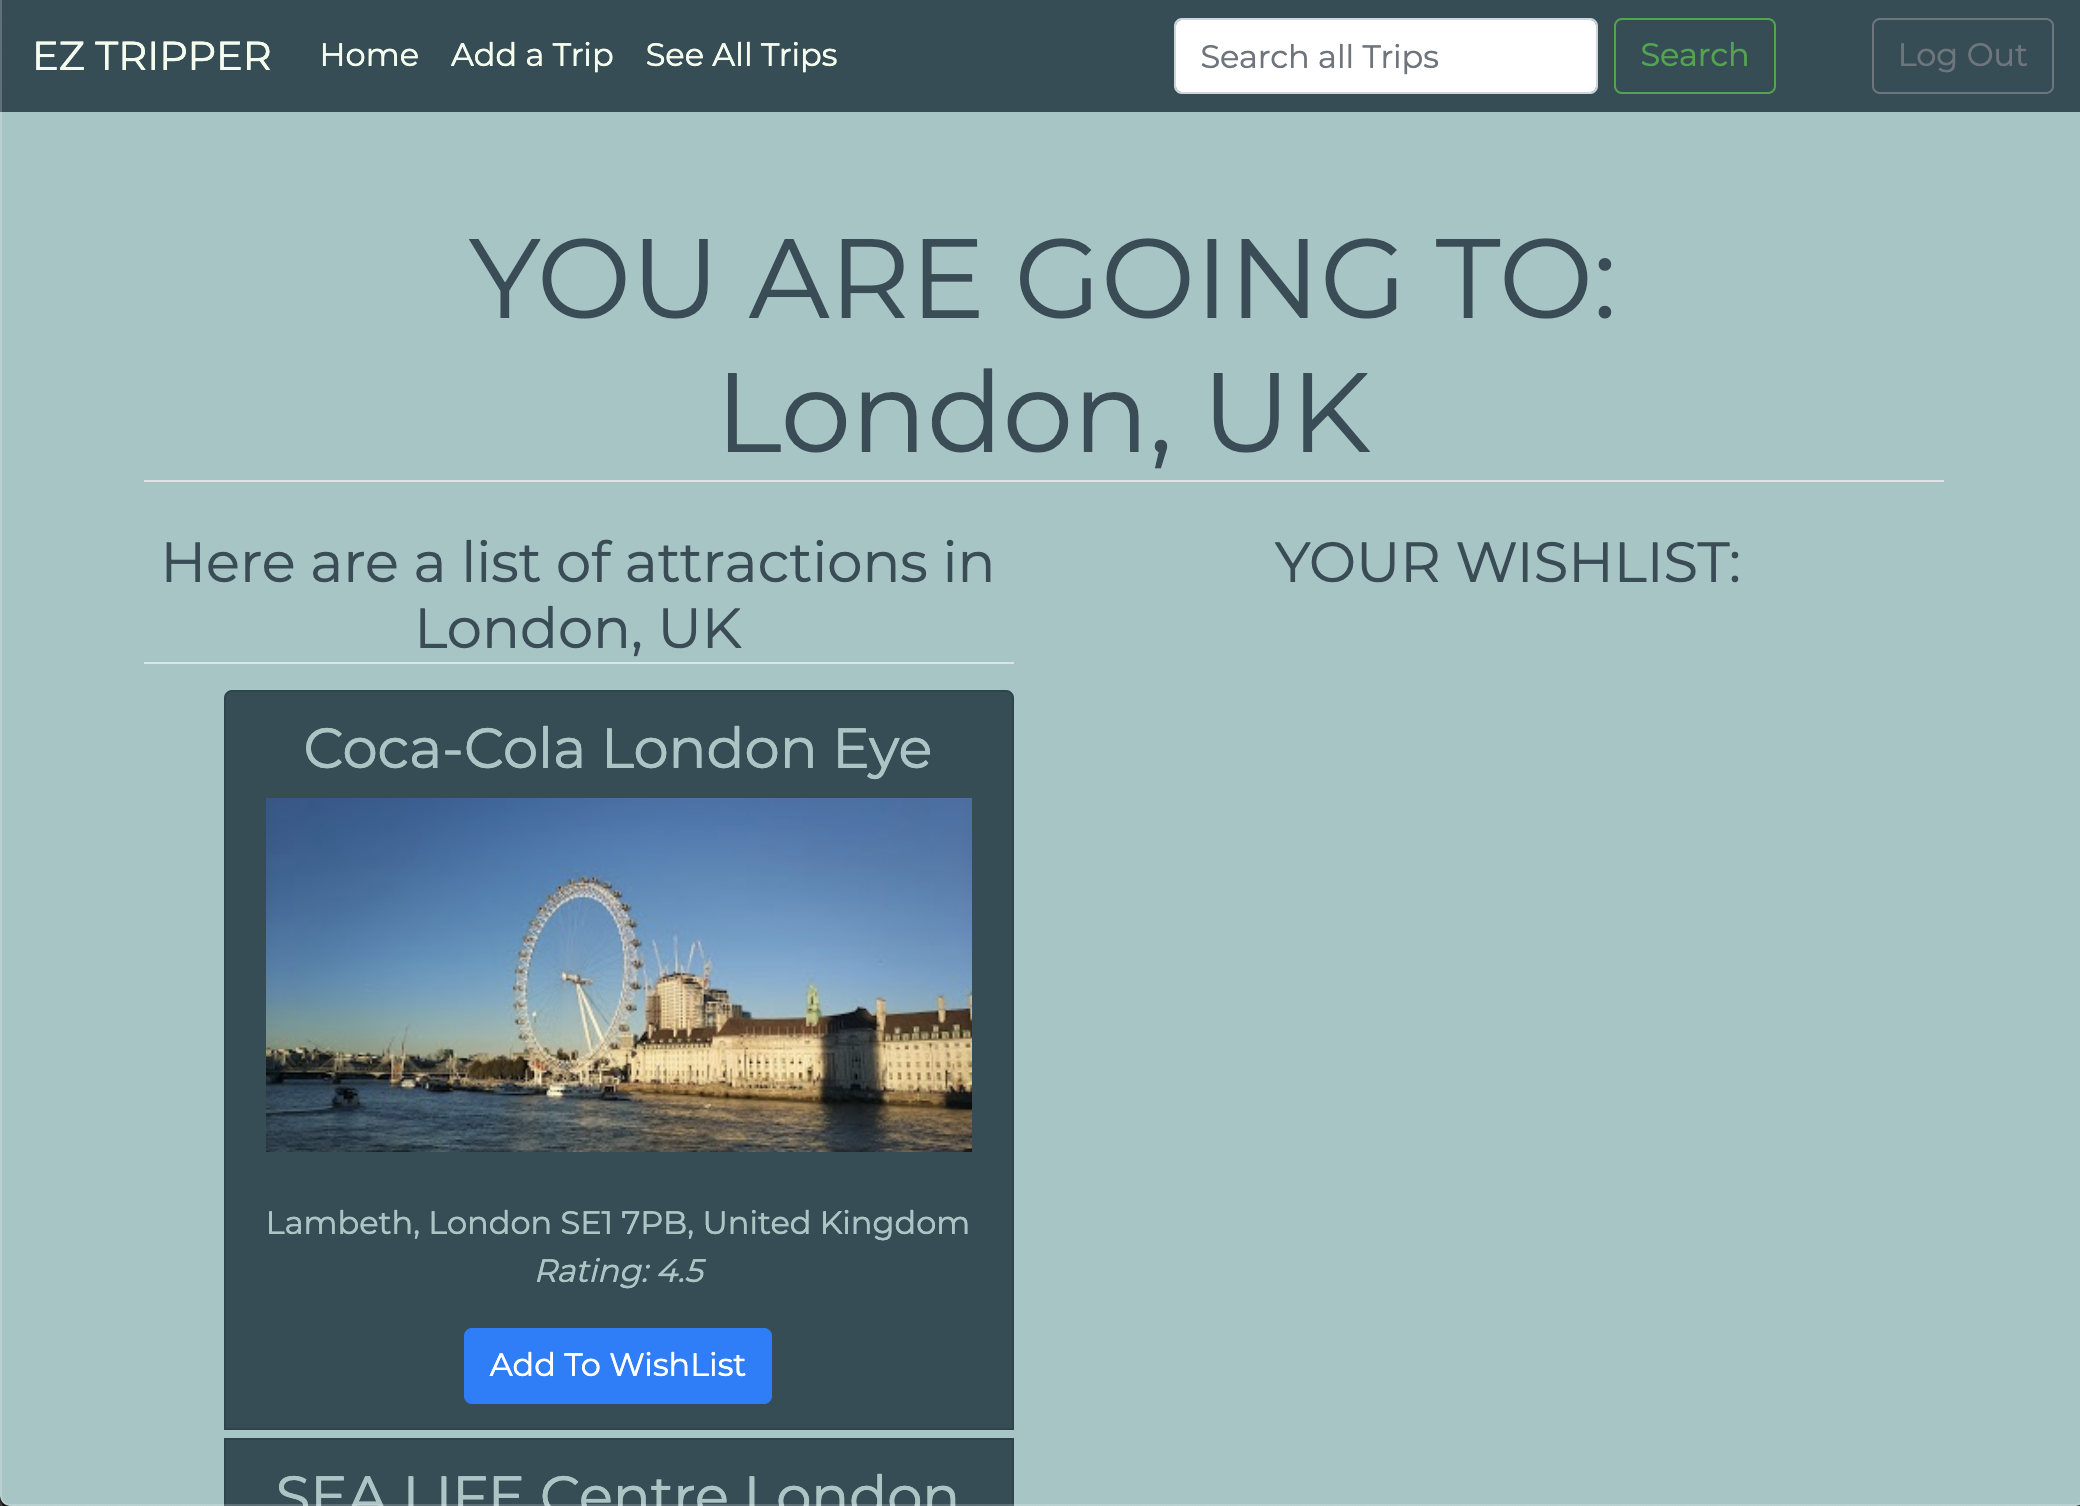 EZ TRIPPER Home Add a Trip See All Trips Search all Trips Search Log Out
YOU ARE GOING TO:
London, UK
Here are a list of attractions in
London, UK
YOUR WISHLIST:
Coca-Cola London Eye
Lambeth, London SE1 7PB, United Kingdom
Rating: 4.5
Add To WishList
SEA LIFE Centre London